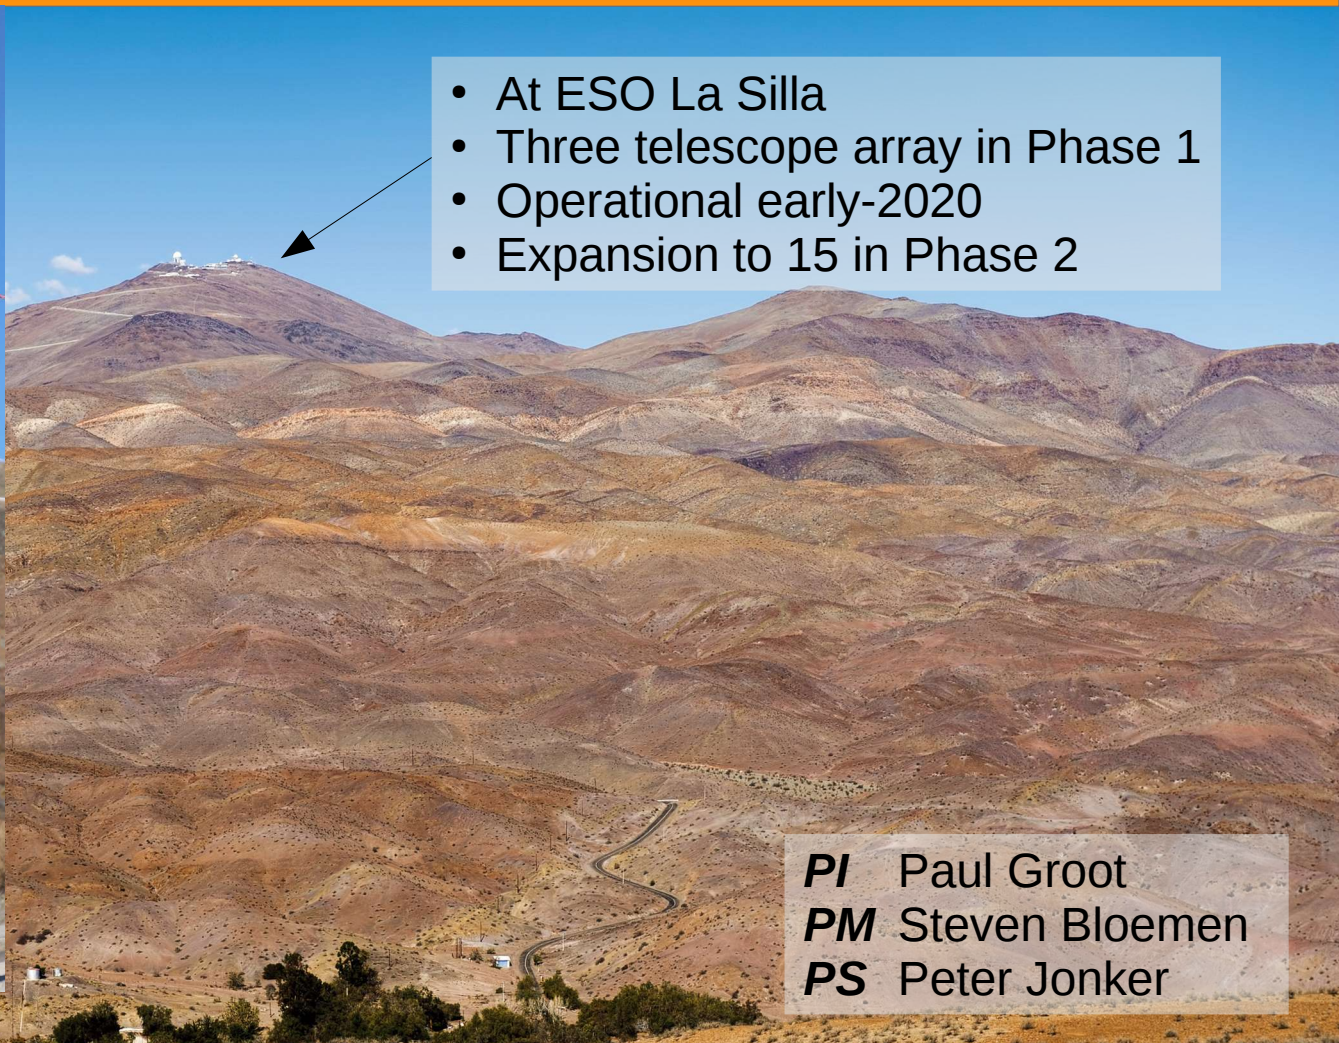 • At ESO La Silla
• Three telescope array in Phase 1
• Operational early-2020
• Expansion to 15 in Phase 2
PI Paul Groot
PM Steven Bloemen
PS Peter Jonker